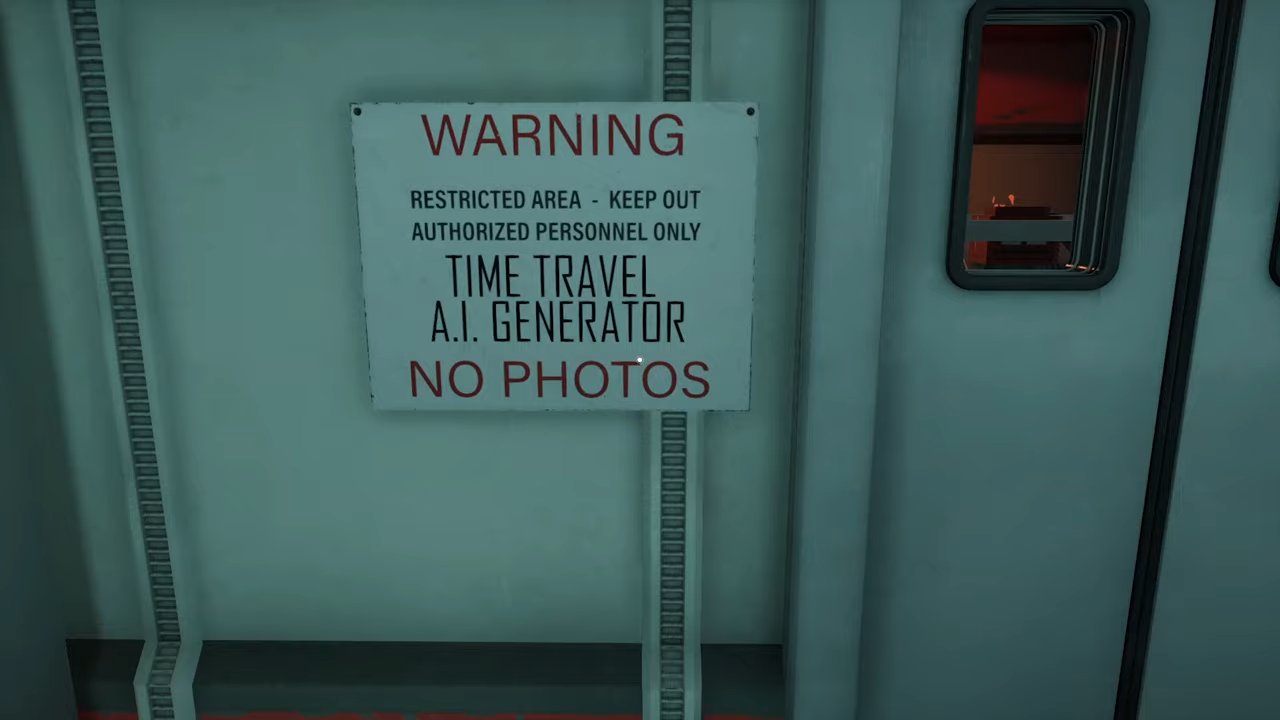 WARNING
RESTRICTED AREA - KEEP OUT
AUTHORIZED PERSONNEL ONLY
TIME TRAVEL
A.I. GENERATOR
NO PHOTOS